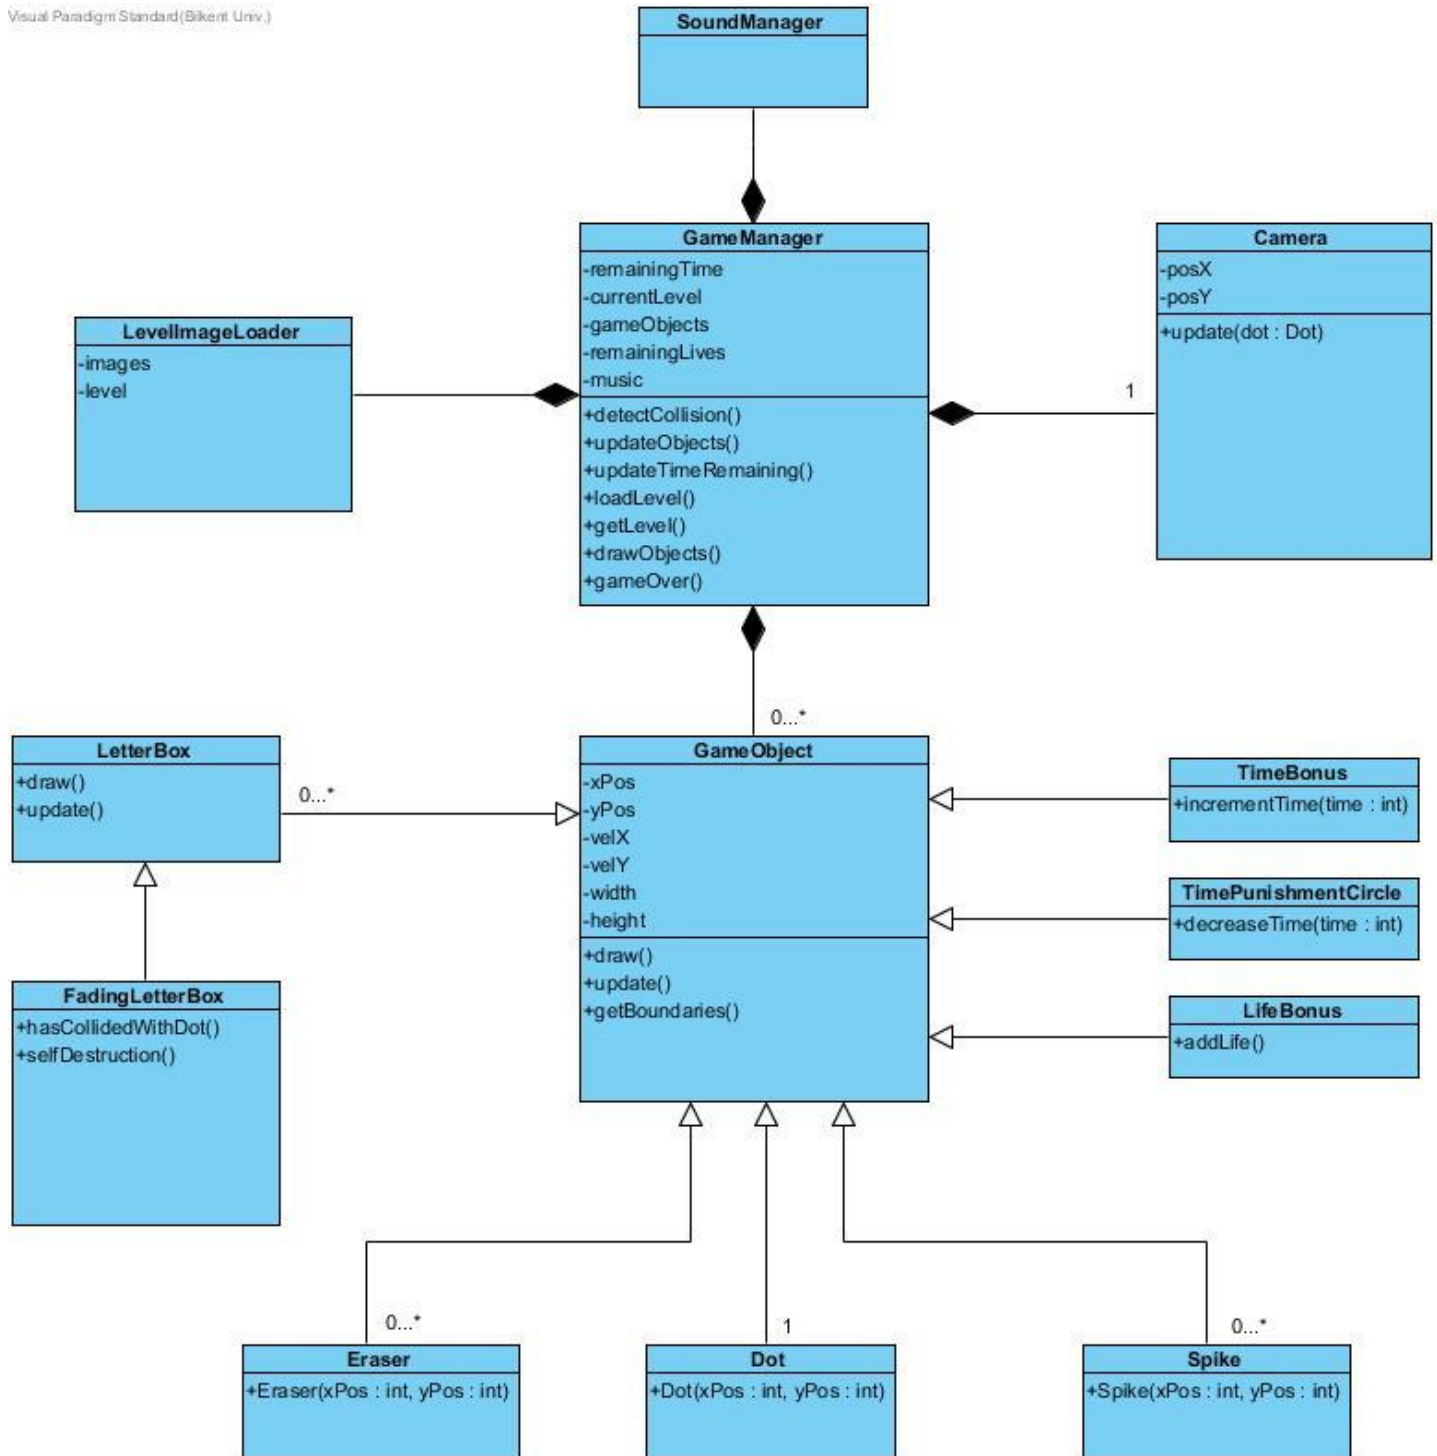 Visual Paradigm Standard(Bilkent Univ.)
SoundManager
GameManager
-remainingTime
-currentLevel
-gameObjects
-remainingLives
-music
+detectCollision()
+updateObjects()
+updateTimeRemaining()
+loadLevel()
+getLevel()
+drawObjects()
+gameOver()
Camera
-posX
-posY
+update(dot : Dot)
1
LevelImageLoader
-images
-level
0...*
LetterBox
+draw()
+update()
0...*
GameObject
-xPos
-yPos
-velX
-velY
-width
-height
+draw()
+update()
+getBoundaries()
TimeBonus
+incrementTime(time : int)
TimePunishmentCircle
+decreaseTime(time : int)
LifeBonus
+addLife()
FadingLetterBox
+hasCollidedWithDot()
+selfDestruction()
0...*
Eraser
+Eraser(xPos : int, yPos : int)
1
Dot
+Dot(xPos : int, yPos : int)
0...*
Spike
+Spike(xPos : int, yPos : int)